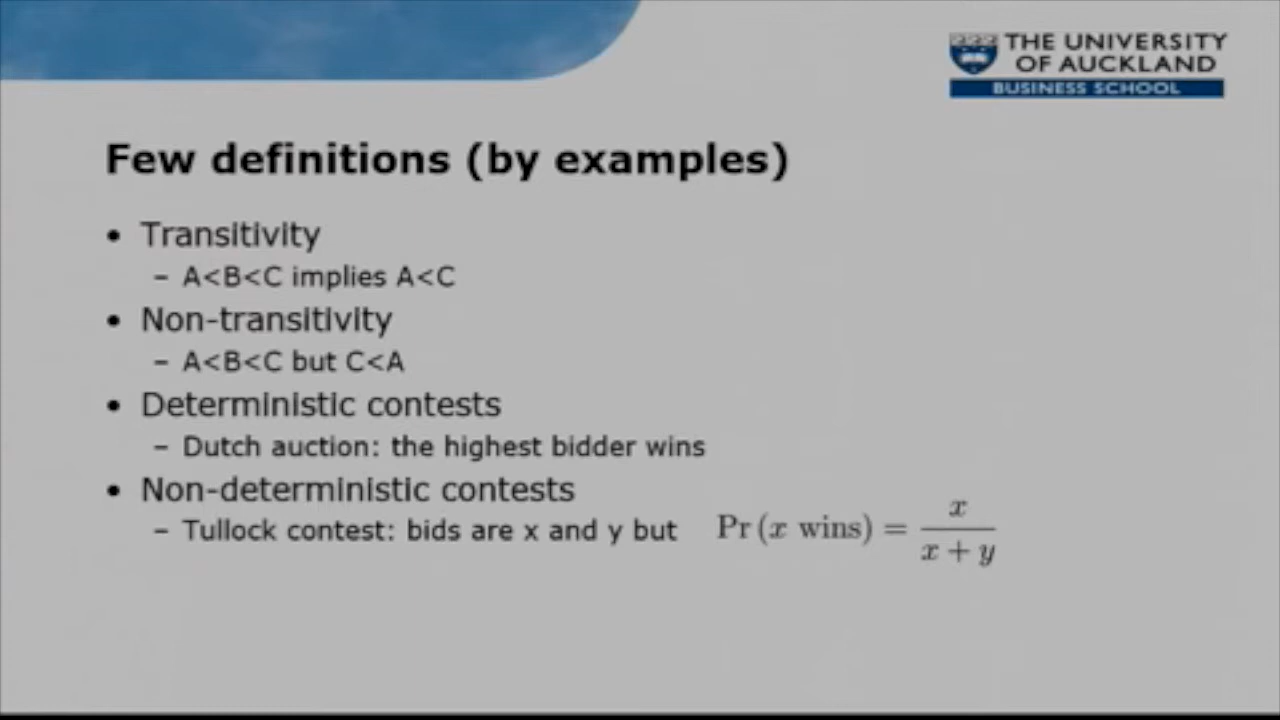 THE UNIVERSITY
OF AUCKLAND
BUSINESS SCHOOL
Few definitions (by examples)
• Transitivity
– A<B<C implies A<C
• Non-transitivity
– A<B<C but C<A
• Deterministic contests
– Dutch auction: the highest bidder wins
• Non-deterministic contests
– Tullock contest: bids are x and y but Pr (x wins) = x / (x + y)